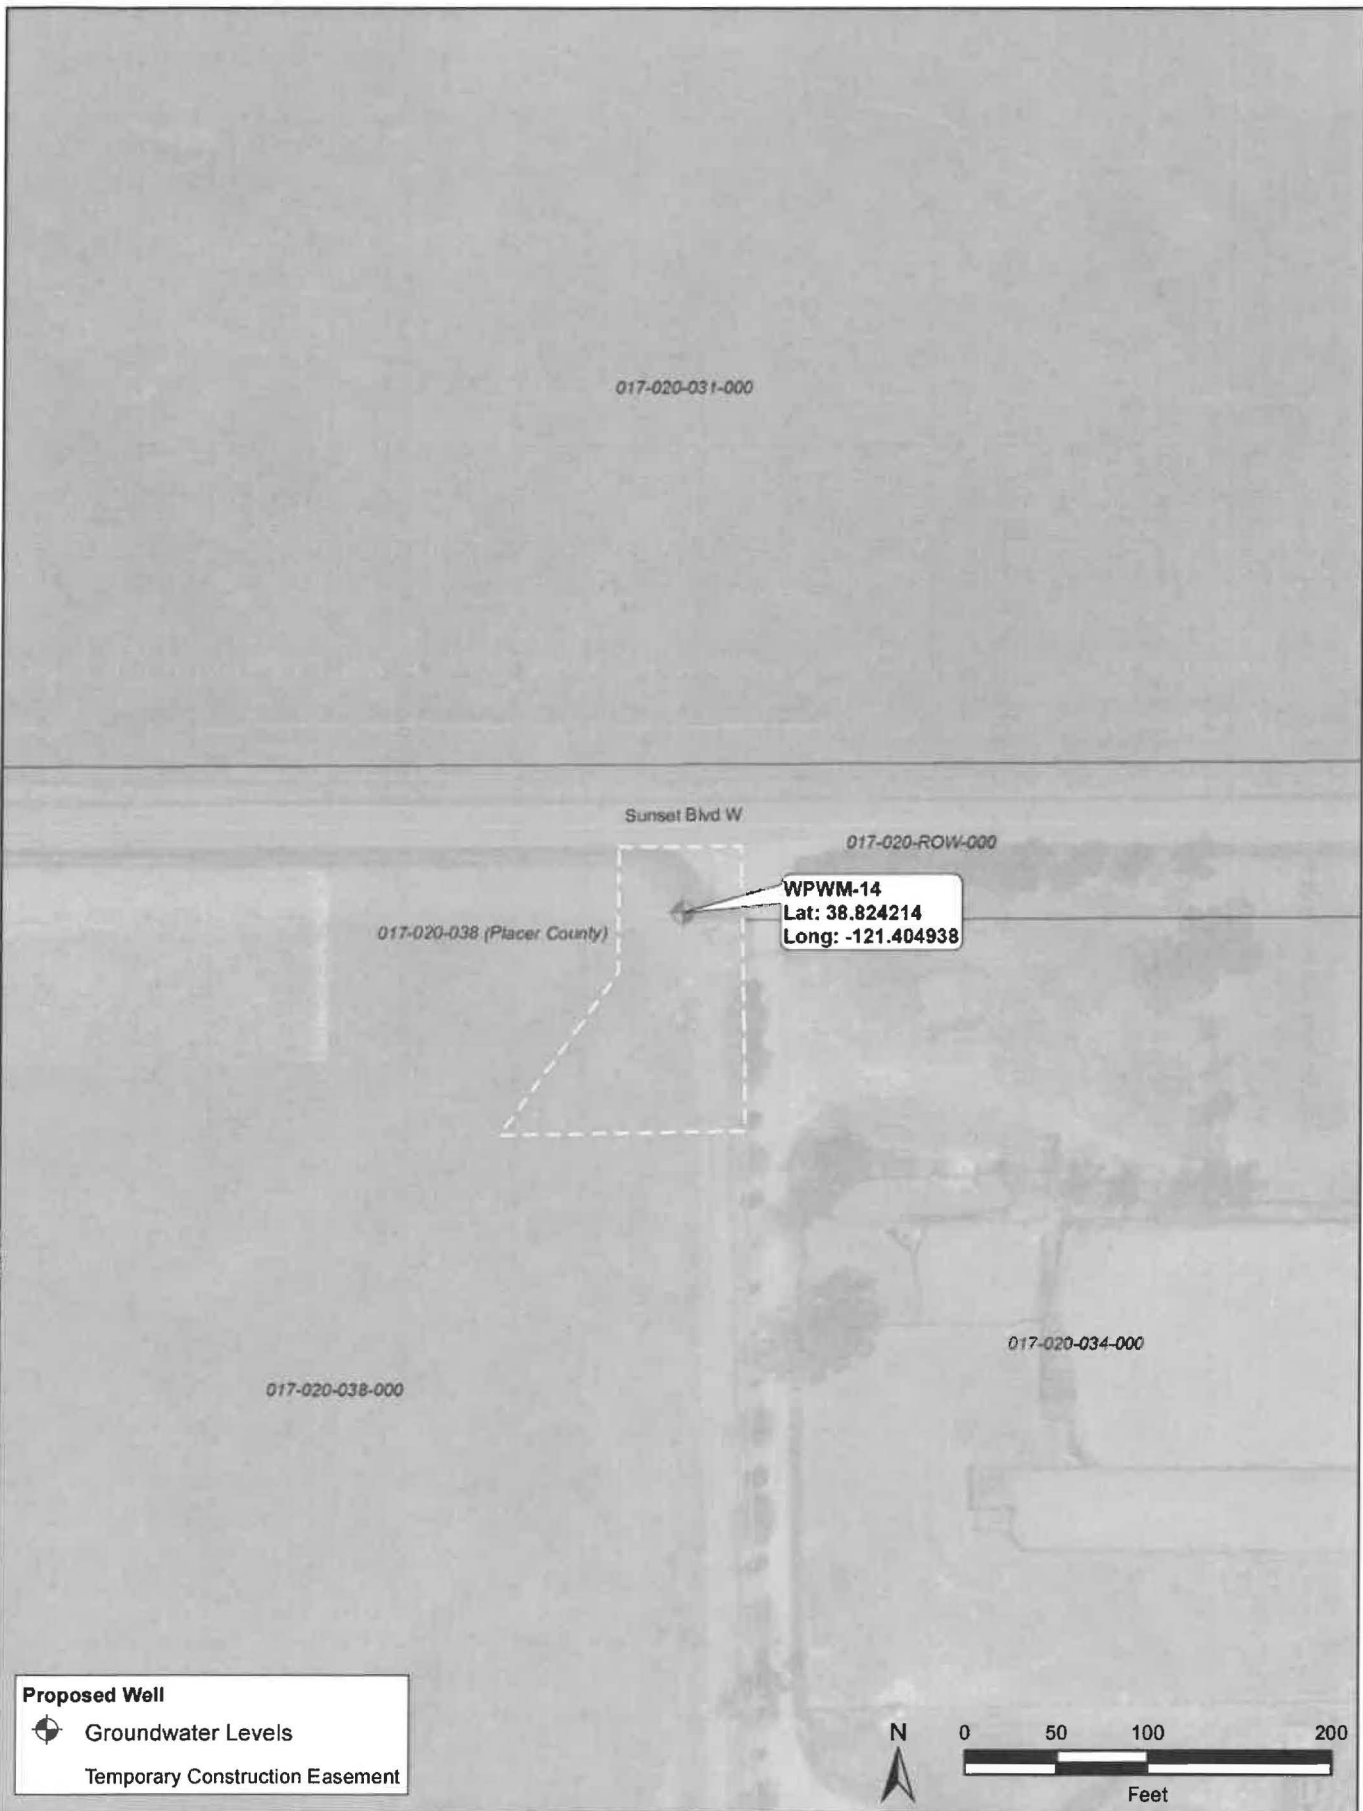 017-020-031-000
Sunset Blvd W
017-020-ROW-000
WPWM-14
Lat: 38.824214
Long: -121.404938
017-020-038 (Placer County)
017-020-034-000
017-020-038-000
Proposed Well
Groundwater Levels
Temporary Construction Easement
N
0 50 100 200
Feet